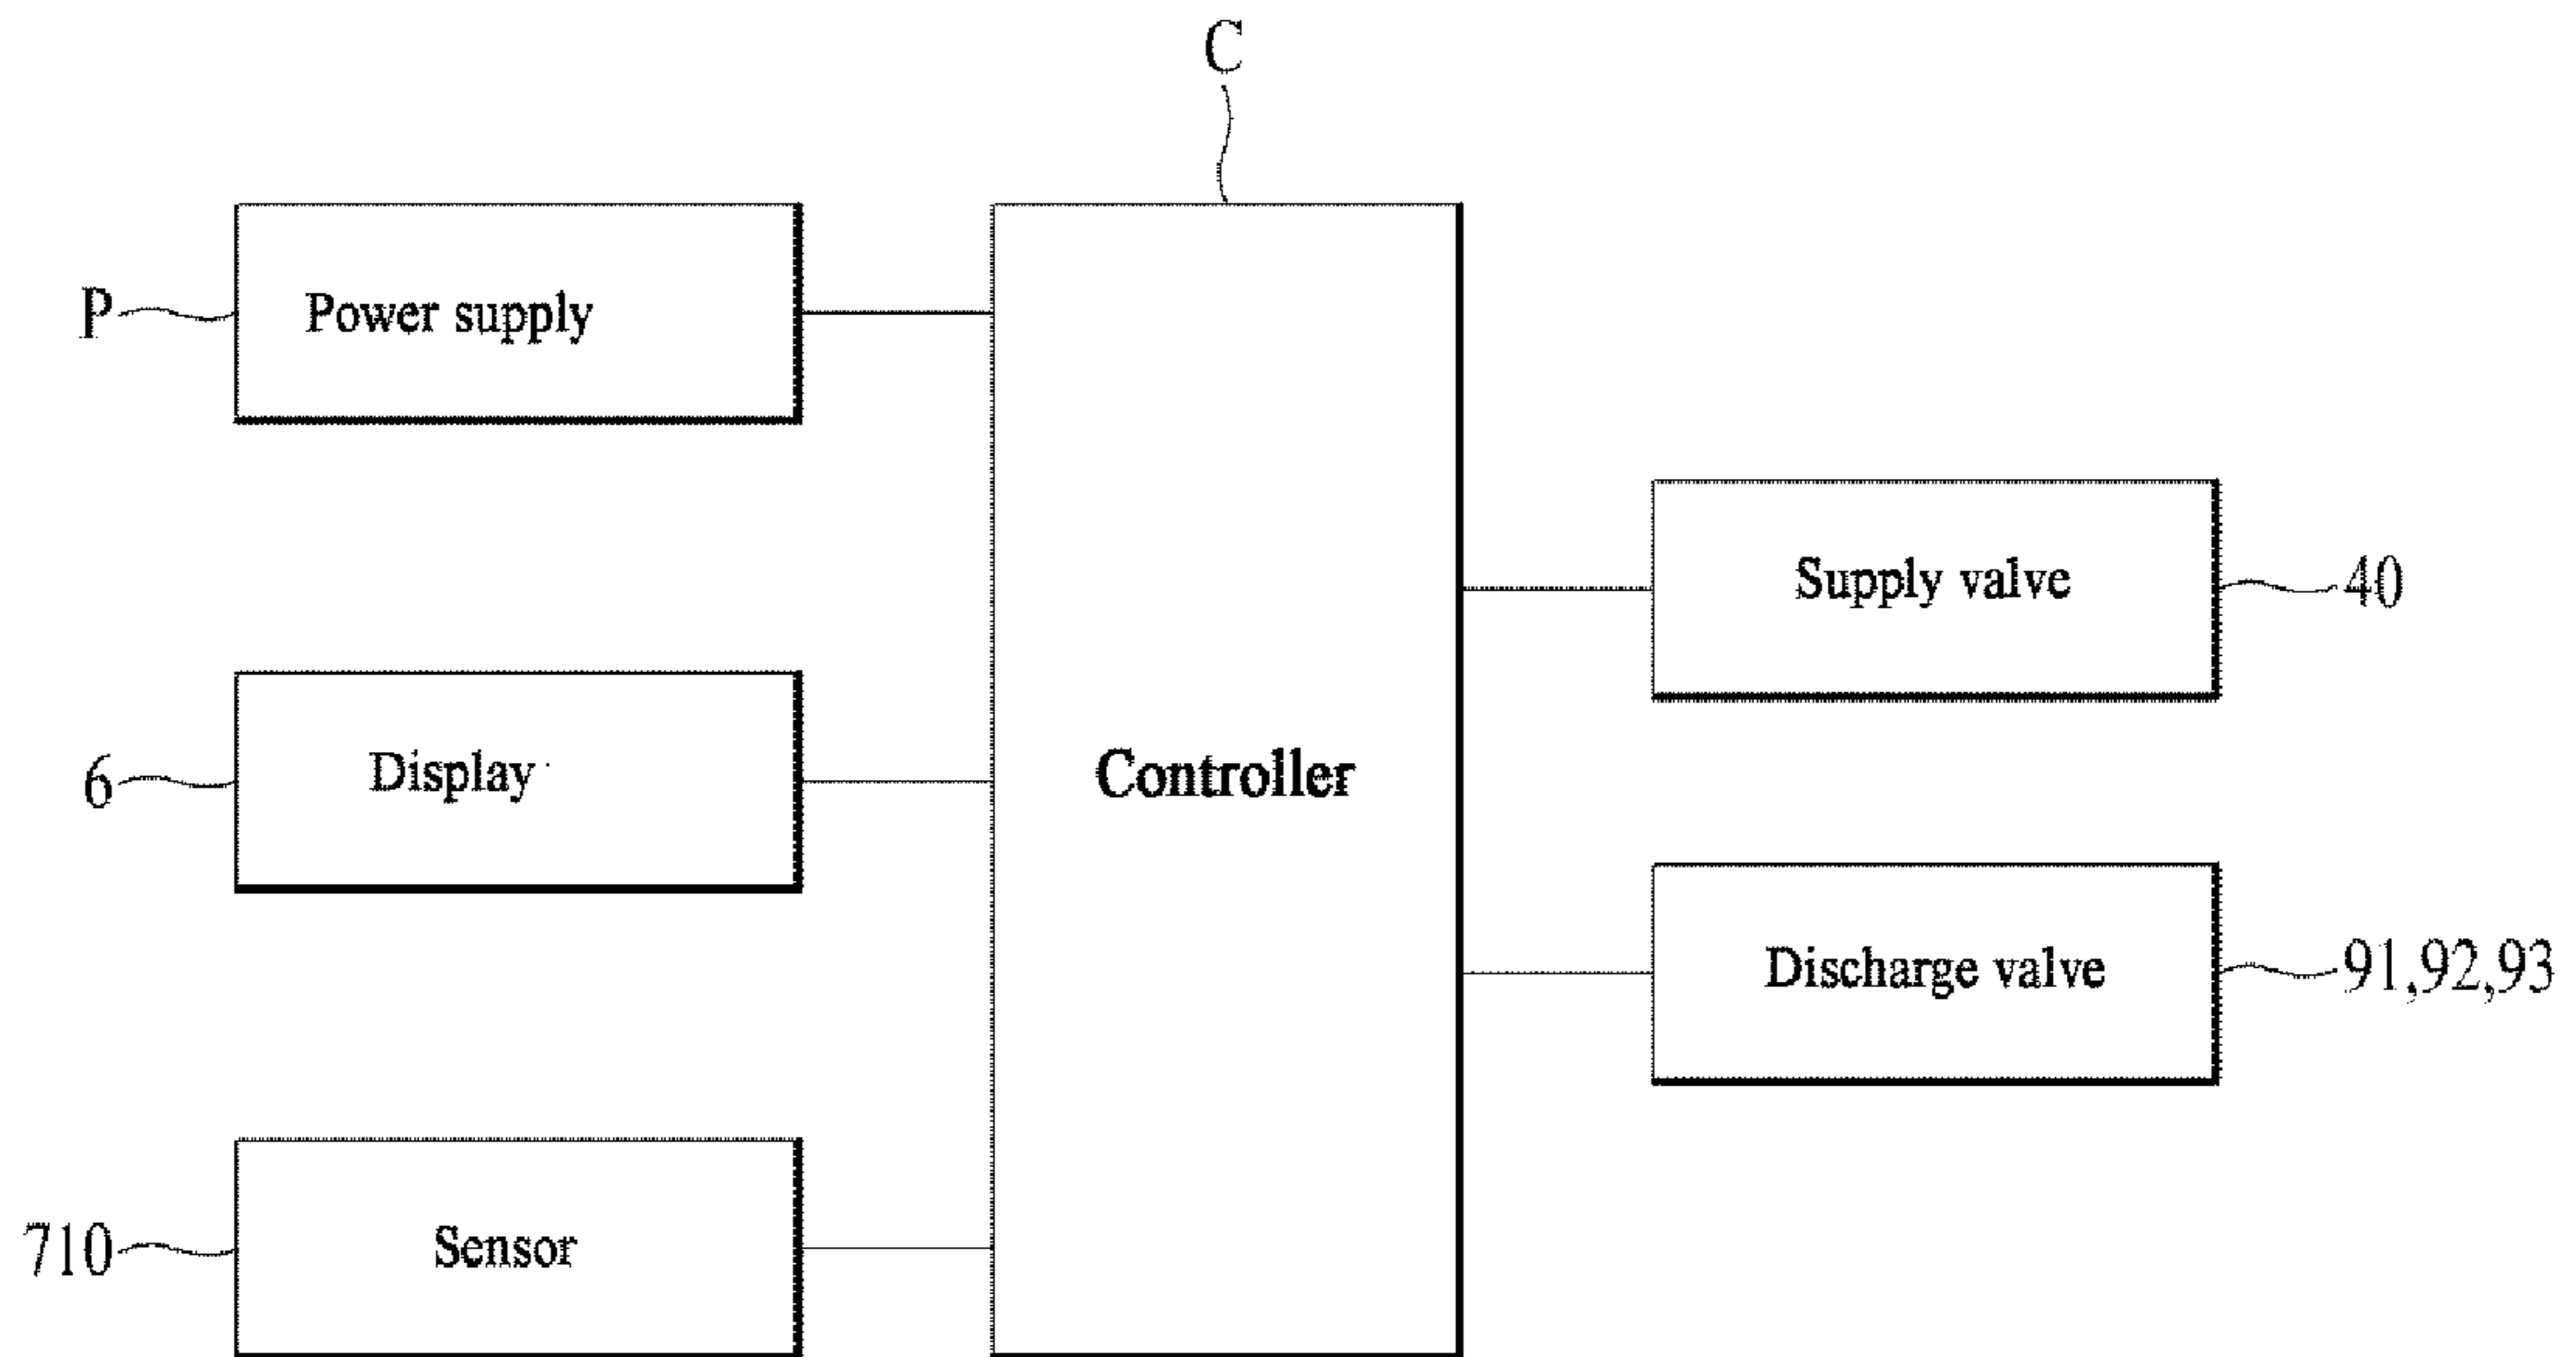 C
P
Power supply
Supply valve
40
6
Display
Controller
Discharge valve
91,92,93
710
Sensor